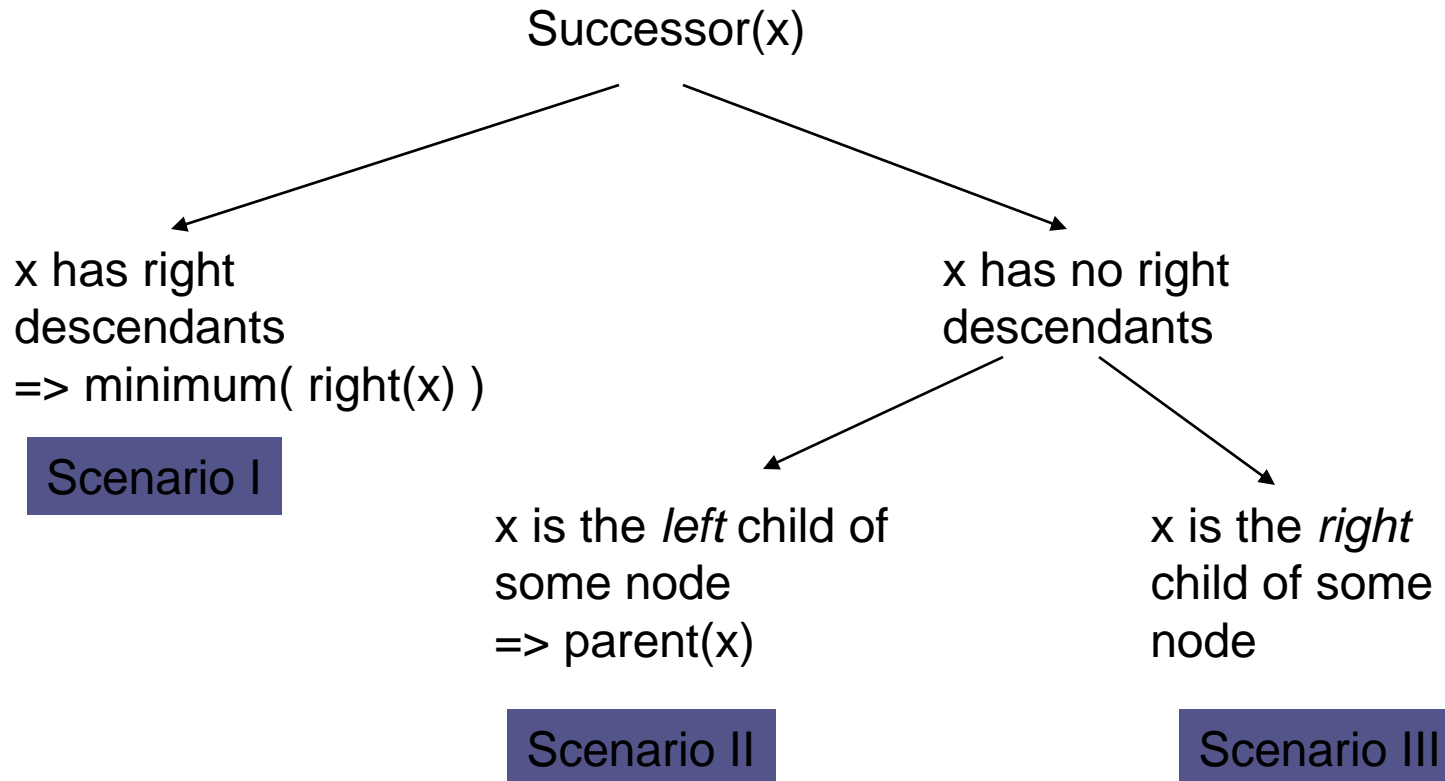 Successor(x)
x has right
descendants
=> minimum( right(x) )
Scenario I
x has no right
descendants
x is the left child of
some node
=> parent(x)
Scenario II
x is the right
child of some
node
Scenario III